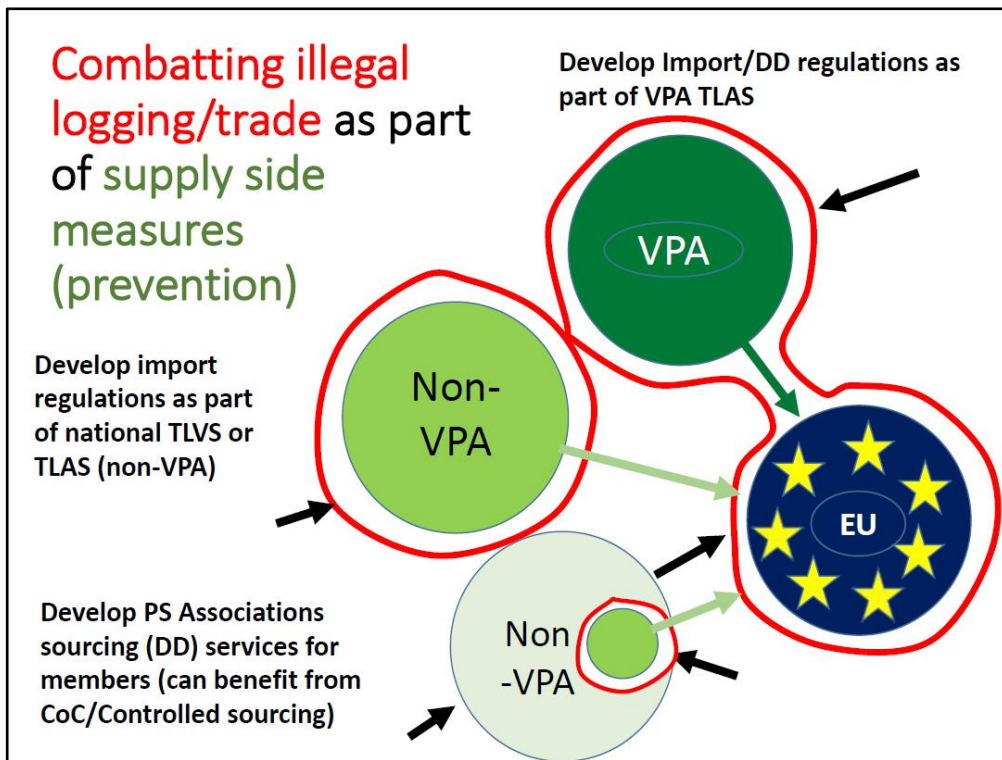 Combatting illegal
logging/trade as part
of supply side
measures
(prevention)
Develop Import/DD regulations as
part of VPA TLAS
VPA
Develop import
regulations as part
of national TLVS or
TLAS (non-VPA)
Non-
VPA
EU
Develop PS Associations
sourcing (DD) services for
members (can benefit from
CoC/Controlled sourcing)
Non
-VPA